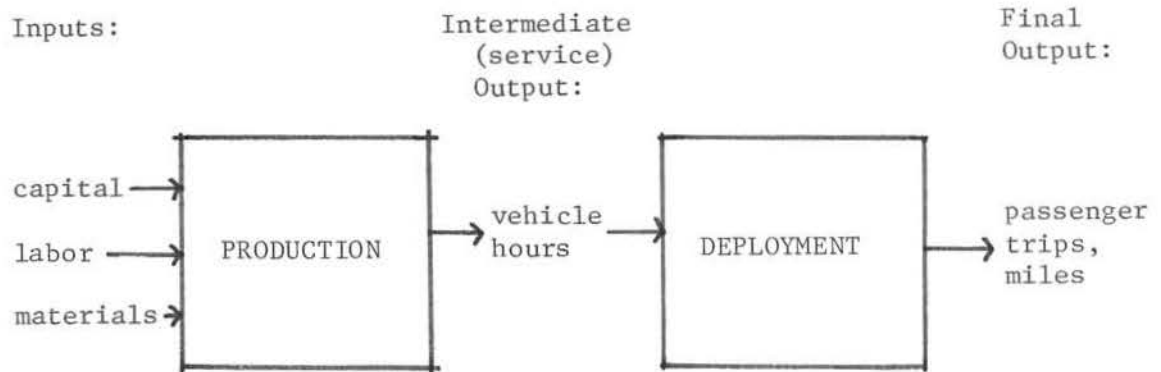 Inputs:
Intermediate
(service)
Output:
Final
Output:
capital
labor
materials
PRODUCTION
vehicle
hours
DEPLOYMENT
passenger
trips,
miles